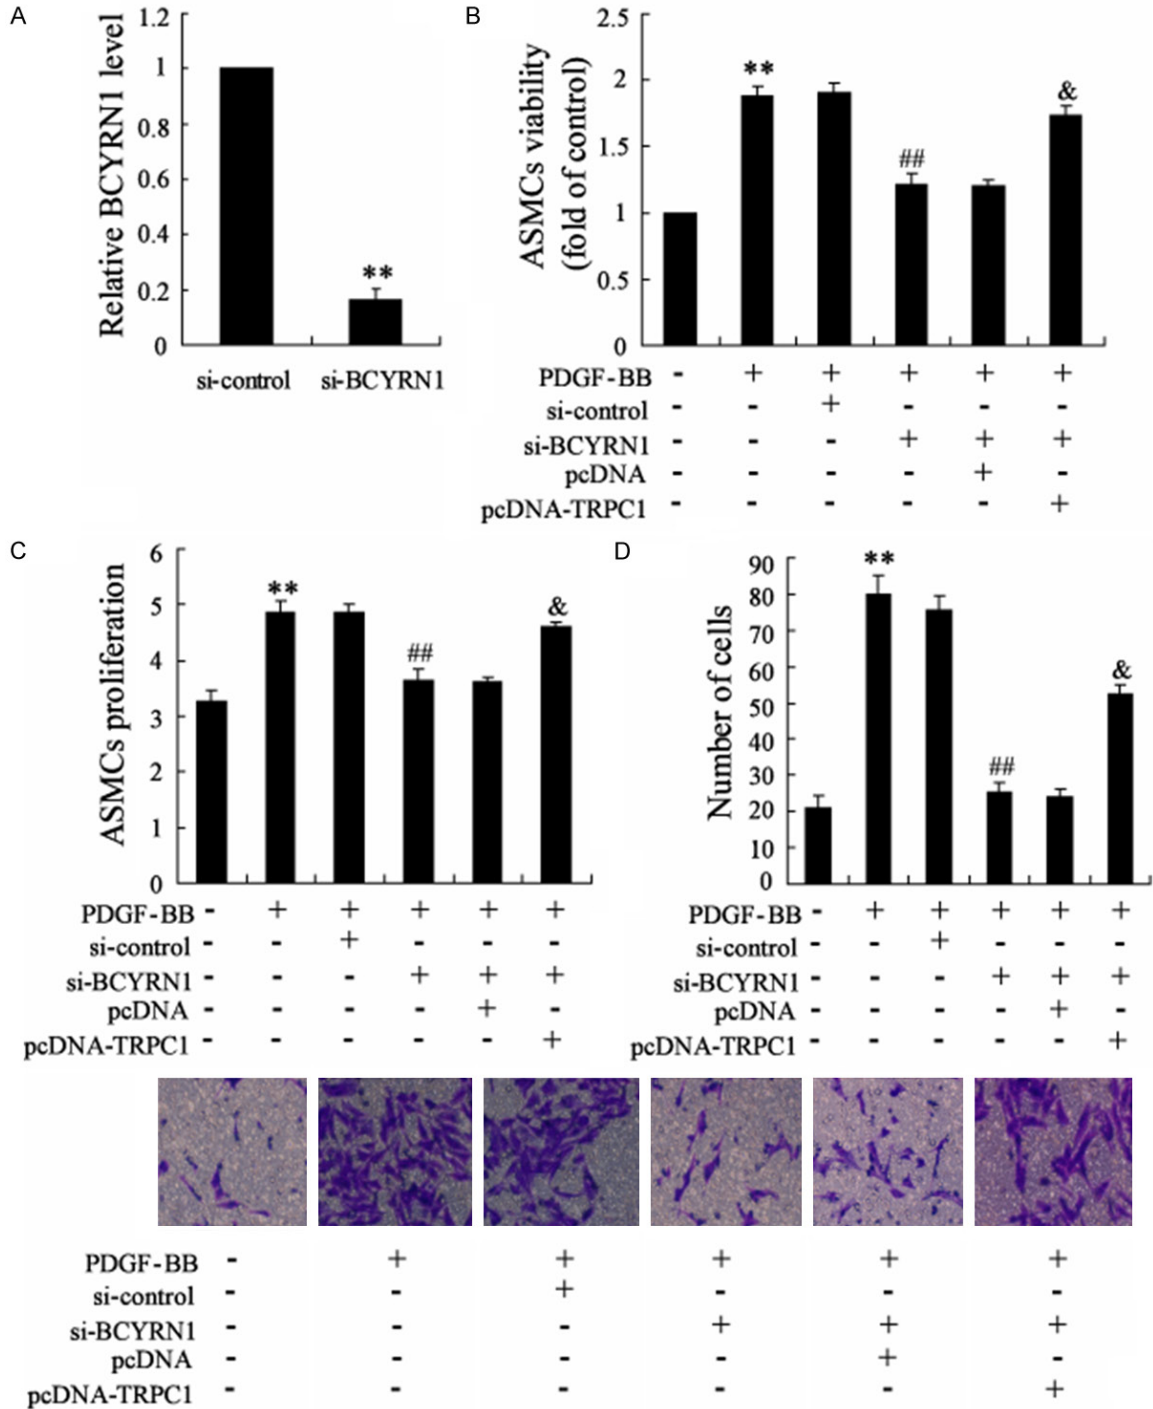 A
Relative BCYRN1 level
1.2
1
0.8
0.6
0.4
0.2
0
**
si-control si-BCYRN1
B
ASMCs viability
(fold of control)
2.5
2
1.5
1
0.5
0
**
##
&
PDGF-BB - + + + + +
si-control - - + - - -
si-BCYRN1 - - - + + +
pcDNA - - - - + -
pcDNA-TRPC1 - - - - - +
C
ASMCs proliferation
6
5
4
3
2
1
0
**
##
&
PDGF-BB - + + + + +
si-control - - + - - -
si-BCYRN1 - - - + + +
pcDNA - - - - + -
pcDNA-TRPC1 - - - - - +
D
Number of cells
90
80
70
60
50
40
30
20
10
0
**
##
&
PDGF-BB - + + + + +
si-control - - + - - -
si-BCYRN1 - - - + + +
pcDNA - - - - + -
pcDNA-TRPC1 - - - - - +
PDGF-BB - + + + + +
si-control - - + - - -
si-BCYRN1 - - - + + +
pcDNA - - - - + -
pcDNA-TRPC1 - - - - - +